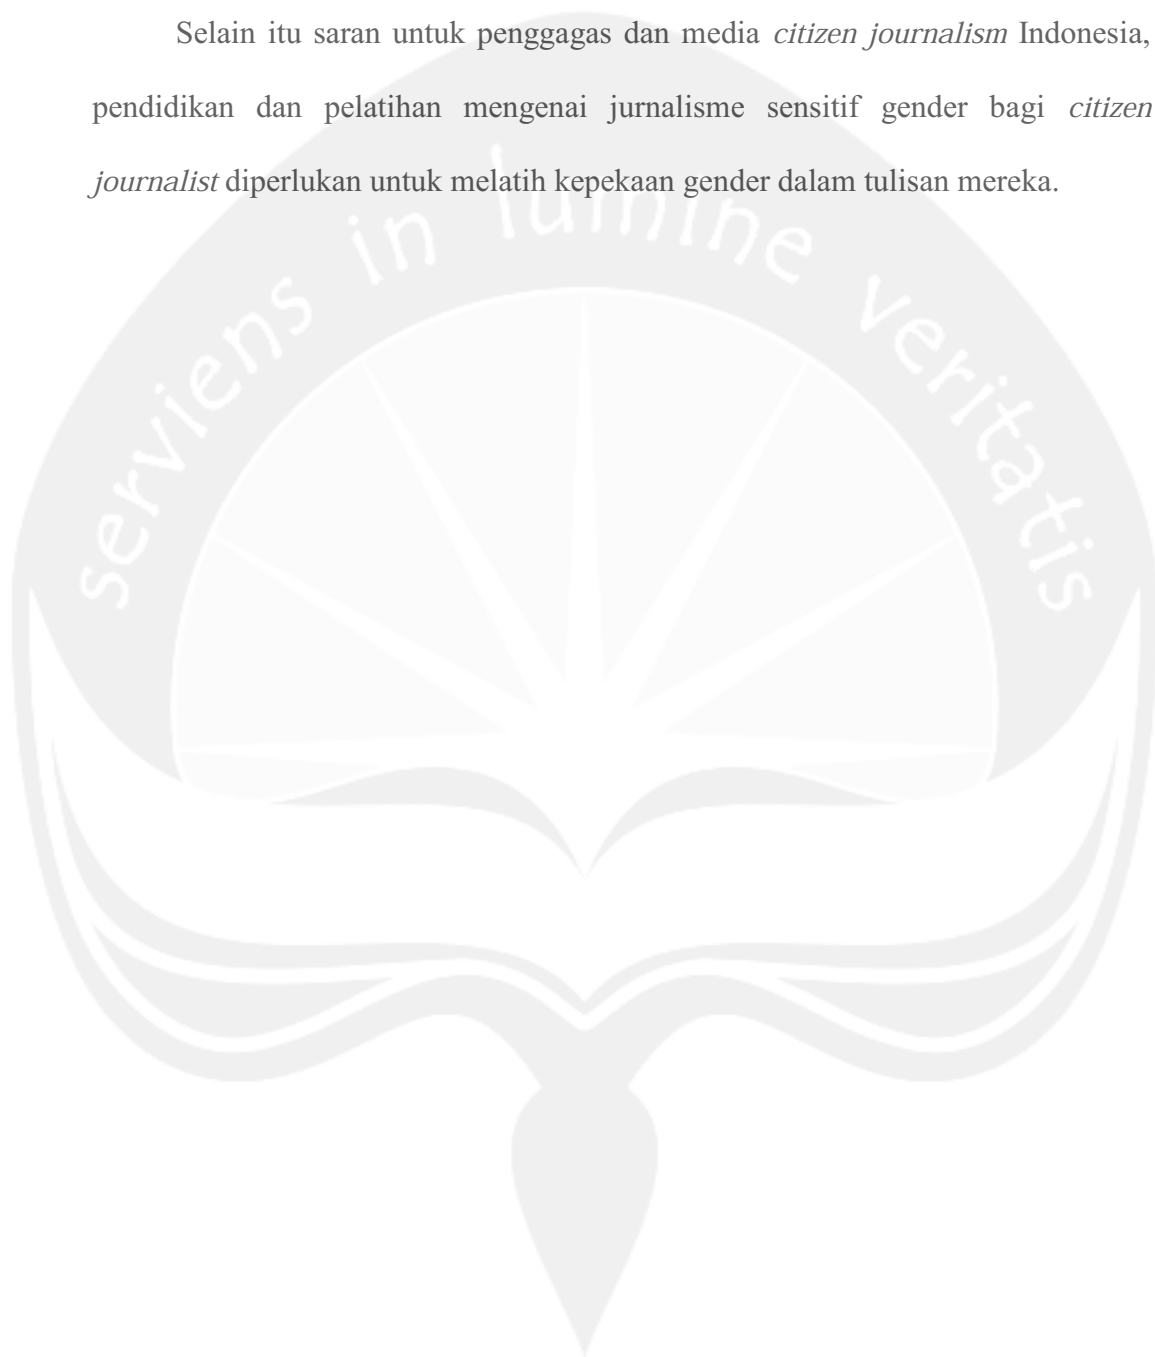 Selain itu saran untuk penggagas dan media citizen journalism Indonesia,
pendidikan dan pelatihan mengenai jurnalisme sensitif gender bagi citizen
journalist diperlukan untuk melatih kepekaan gender dalam tulisan mereka.
serviens in lumine veritatis